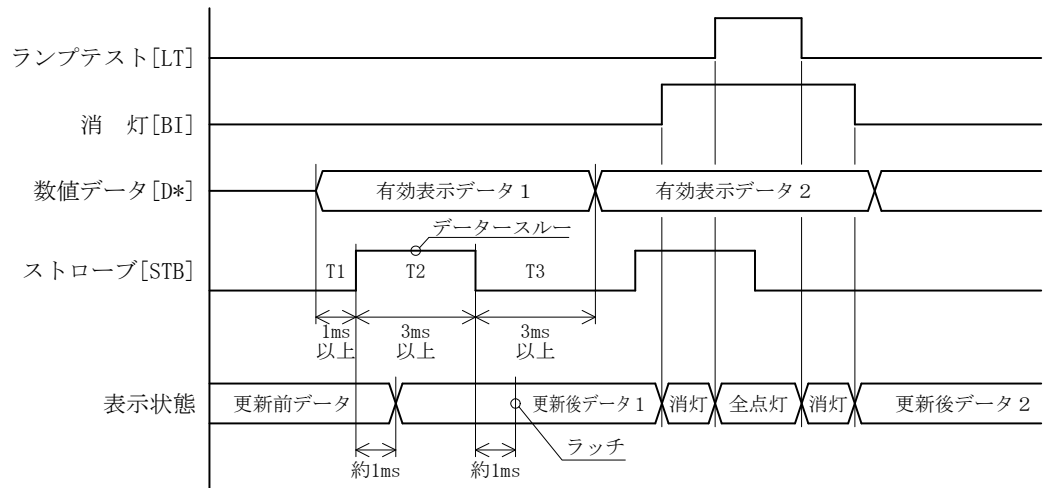 ランプテスト[LT]
消　灯[BI]
数値データ[D*]
有効表示データ１
有効表示データ２
データースルー
ストローブ[STB]
T1
T2
T3
1ms
以上
3ms
以上
3ms
以上
表示状態
更新前データ
更新後データ１
消灯
全点灯
消灯
更新後データ２
約1ms
約1ms
ラッチ